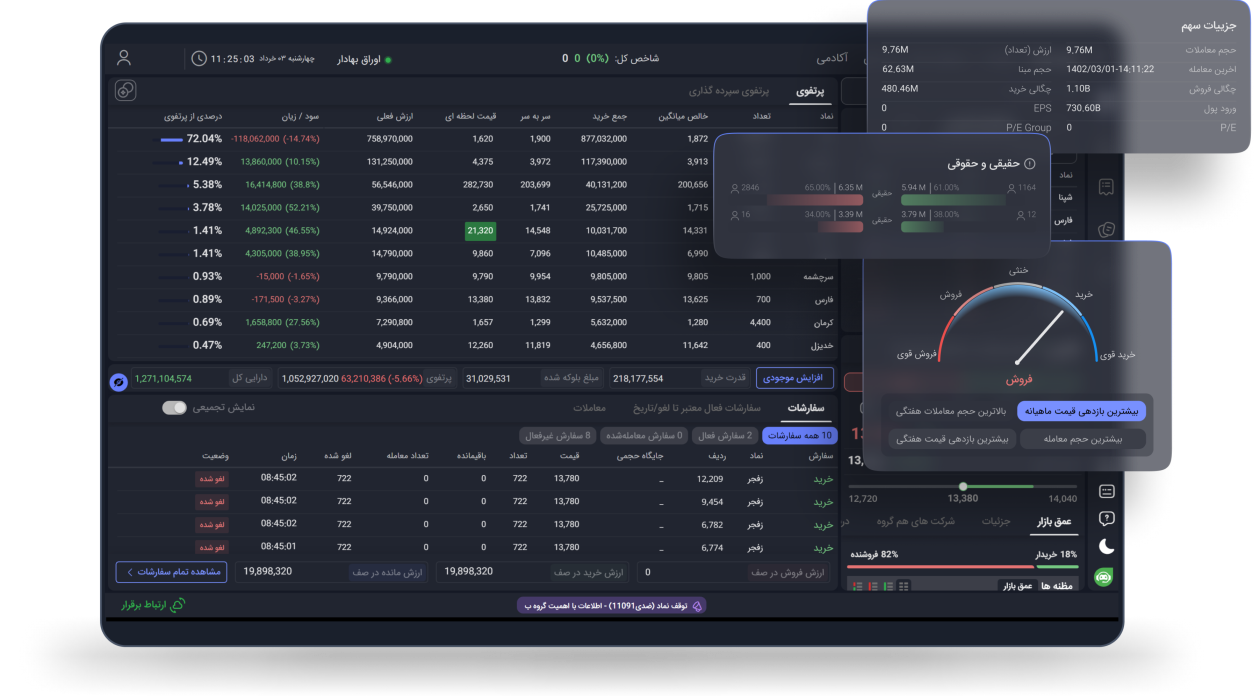 جزییات سهم
حجم معاملات 9.76M ارزش (تعداد) 9.76M
اخرین معامله 1402/03/01-14:11:22 حجم مبنا 62,63M
چگالی فروش 1.10B چگالی خرید 480.46M
ورود پول 730.60B EPS 0
P/E 0 P/E Group 0
آکادمی
شاخص کل: (0%) 0 0
اوراق بهادار
چهارشنبه ۰۳ خرداد 11:25:03
پرتفوی پرتفوی سپرده گذاری
نماد تعداد خالص میانگین جمع خرید سر به سر قیمت لحظه ای ارزش فعلی سود / زیان درصدی از پرتفوی
1,872 877,032,000 1,900 1,620 758,970,000 -118,062,000 (-14.74%) 72.04%
3,913 117,390,000 3,972 4,375 131,250,000 13,860,000 (10.15%) 12.49%
200,656 40,131,200 203,699 282,730 56,546,000 16,414,800 (38.8%) 5.38%
1,715 25,725,000 1,741 2,650 39,750,000 14,025,000 (52.21%) 3.78%
14,331 10,031,700 14,548 21,320 14,924,000 4,892,300 (46.55%) 1.41%
6,990 10,485,000 7,096 9,860 14,790,000 4,305,000 (38.95%) 1.41%
سرچشمه 1,000 9,805 9,805,000 9,954 9,790 9,790,000 -15,000 (-1.65%) 0.93%
فارس 700 13,625 9,537,500 13,832 13,380 9,366,000 -171,500 (-3.27%) 0.89%
کرمان 4,400 1,280 5,632,000 1,299 1,657 7,290,800 1,658,800 (27.56%) 0.69%
خدیزل 400 11,642 4,656,800 11,819 12,260 4,904,000 247,200 (3.73%) 0.47%
حقیقی و حقوقی
1164 61.00% | 5.94 M حقیقی 6.35 M | 65.00% 2846
12 38.00% | 3.79 M حقیقی 3.39 M | 34.00% 16
نماد
شپنا
فارس
خنثی
خرید
فروش
خرید قوی
فروش قوی
فروش
بیشترین بازدهی قیمت ماهیانه بالاترین حجم معاملات هفتگی
بیشترین حجم معامله بیشترین بازدهی قیمت هفتگی
افزایش موجودی قدرت خرید 218,177,554 مبلغ بلوکه شده 31,029,531 پرتفوی 63,210,386 (-5.66%) 1,052,927,020 دارایی کل 1,271,104,574
سفارشات سفارشات فعال معتبر تا لغو/تاریخ معاملات نمایش تجمیعی
10 همه سفارشات 2 سفارش فعال 0 سفارش معامله‌شده 8 سفارش غیرفعال
سفارش نماد ردیف جایگاه حجمی قیمت تعداد باقیمانده تعداد معامله لغو شده زمان وضعیت
خرید زفجر 12,209 – 13,780 722 0 0 722 08:45:02 لغو شده
خرید زفجر 9,454 – 13,780 722 0 0 722 08:45:02 لغو شده
خرید زفجر 6,782 – 13,780 722 0 0 722 08:45:02 لغو شده
خرید زفجر 6,774 – 13,780 722 0 0 722 08:45:01 لغو شده
ارزش فروش در صف 0 ارزش خرید در صف 19,898,320 ارزش مانده در صف 19,898,320 مشاهده تمام سفارشات
14,040 13,380 12,720
عمق بازار جزئیات شرکت های هم گروه
18% خریدار 82% فروشنده
مظنه ها عمق بازار
توقف نماد (ضدی11091) - اطلاعات با اهمیت گروه ب
ارتباط برقرار